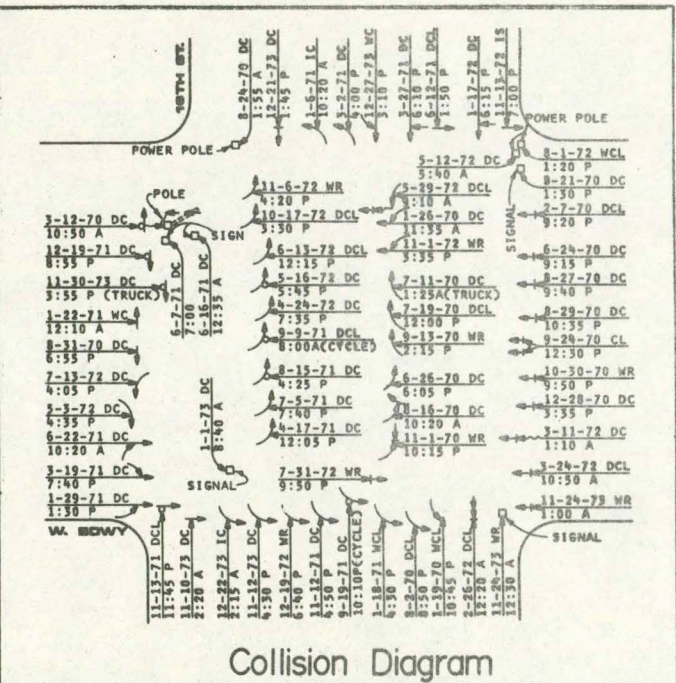 16TH ST.
8-24-70 DC
1:55 A
12-21-73 DC
1:45 P
1-6-71 IC
10:20 A
3-2-71 DC
4:00 P
12-27-73 WC
3:10 P
3-27-71 DC
6:10 P
6-12-71 DCL
1:50 P
1-17-72 DC
6:15 P
11-13-72 IS
7:00 P
POWER POLE
POWER POLE
5-12-72 DC
5:40 A
8-1-72 WCL
1:20 P
8-21-70 DC
1:30 P
SIGNAL
2-7-70 DCL
9:20 P
6-24-70 DC
9:15 P
8-27-70 DC
9:40 P
8-29-70 DC
10:35 P
9-24-70 CL
12:30 P
10-30-70 WR
9:50 P
12-28-70 DC
3:35 P
3-11-72 DC
1:10 A
3-24-72 DCL
10:50 A
11-24-73 WR
1:00 A
SIGNAL
POLE
SIGN
3-12-70 DC
10:50 A
12-19-71 DC
8:55 P
11-30-73 DC
3:55 P (TRUCK)
1-22-71 WC
12:10 A
8-31-70 DC
6:55 P
7-13-72 DC
4:05 P
5-3-72 DC
4:35 P
6-22-71 DC
10:20 A
3-19-71 DC
7:40 P
1-29-71 DC
1:30 P
6-7-71 DC
7:00
6-16-71 DC
12:35 A
11-6-72 WR
4:20 P
10-17-72 DCL
3:30 P
6-13-72 DCL
12:15 P
5-16-72 DC
5:45 P
4-24-72 DC
7:35 P
9-9-71 DCL
8:00A(CYCLE)
8-15-71 DC
4:25 P
7-5-71 DC
7:40 P
4-17-71 DC
12:05 P
5-29-72 DCL
1-26-70 DC
11:35 A
11-1-72 WR
3:35 P
7-11-70 DC
1:25A(TRUCK)
7-19-70 DCL
12:00 P
9-13-70 WR
2:15 P
6-26-70 DC
6:05 P
8-16-70 DC
10:20 A
11-1-70 WR
10:15 P
1-1-73 DC
8:40 A
SIGNAL
7-31-72 WR
9:50 P
W. BDWY
11-13-71 DCL
11:45 P
11-10-73 DC
2:20 A
12-22-73 IC
2:15 A
11-12-73 DC
4:30 P
12-19-72 WR
6:40 P
11-12-71 DC
4:50 P
9-19-71 DC
10:10P(CYCLE)
1-18-71 WCL
4:30 P
8-2-70 DCL
8:50 P
1-19-70 WCL
10:45 P
2-26-72 DCL
12:20 A
11-24-73 WR
12:30 A
Collision Diagram